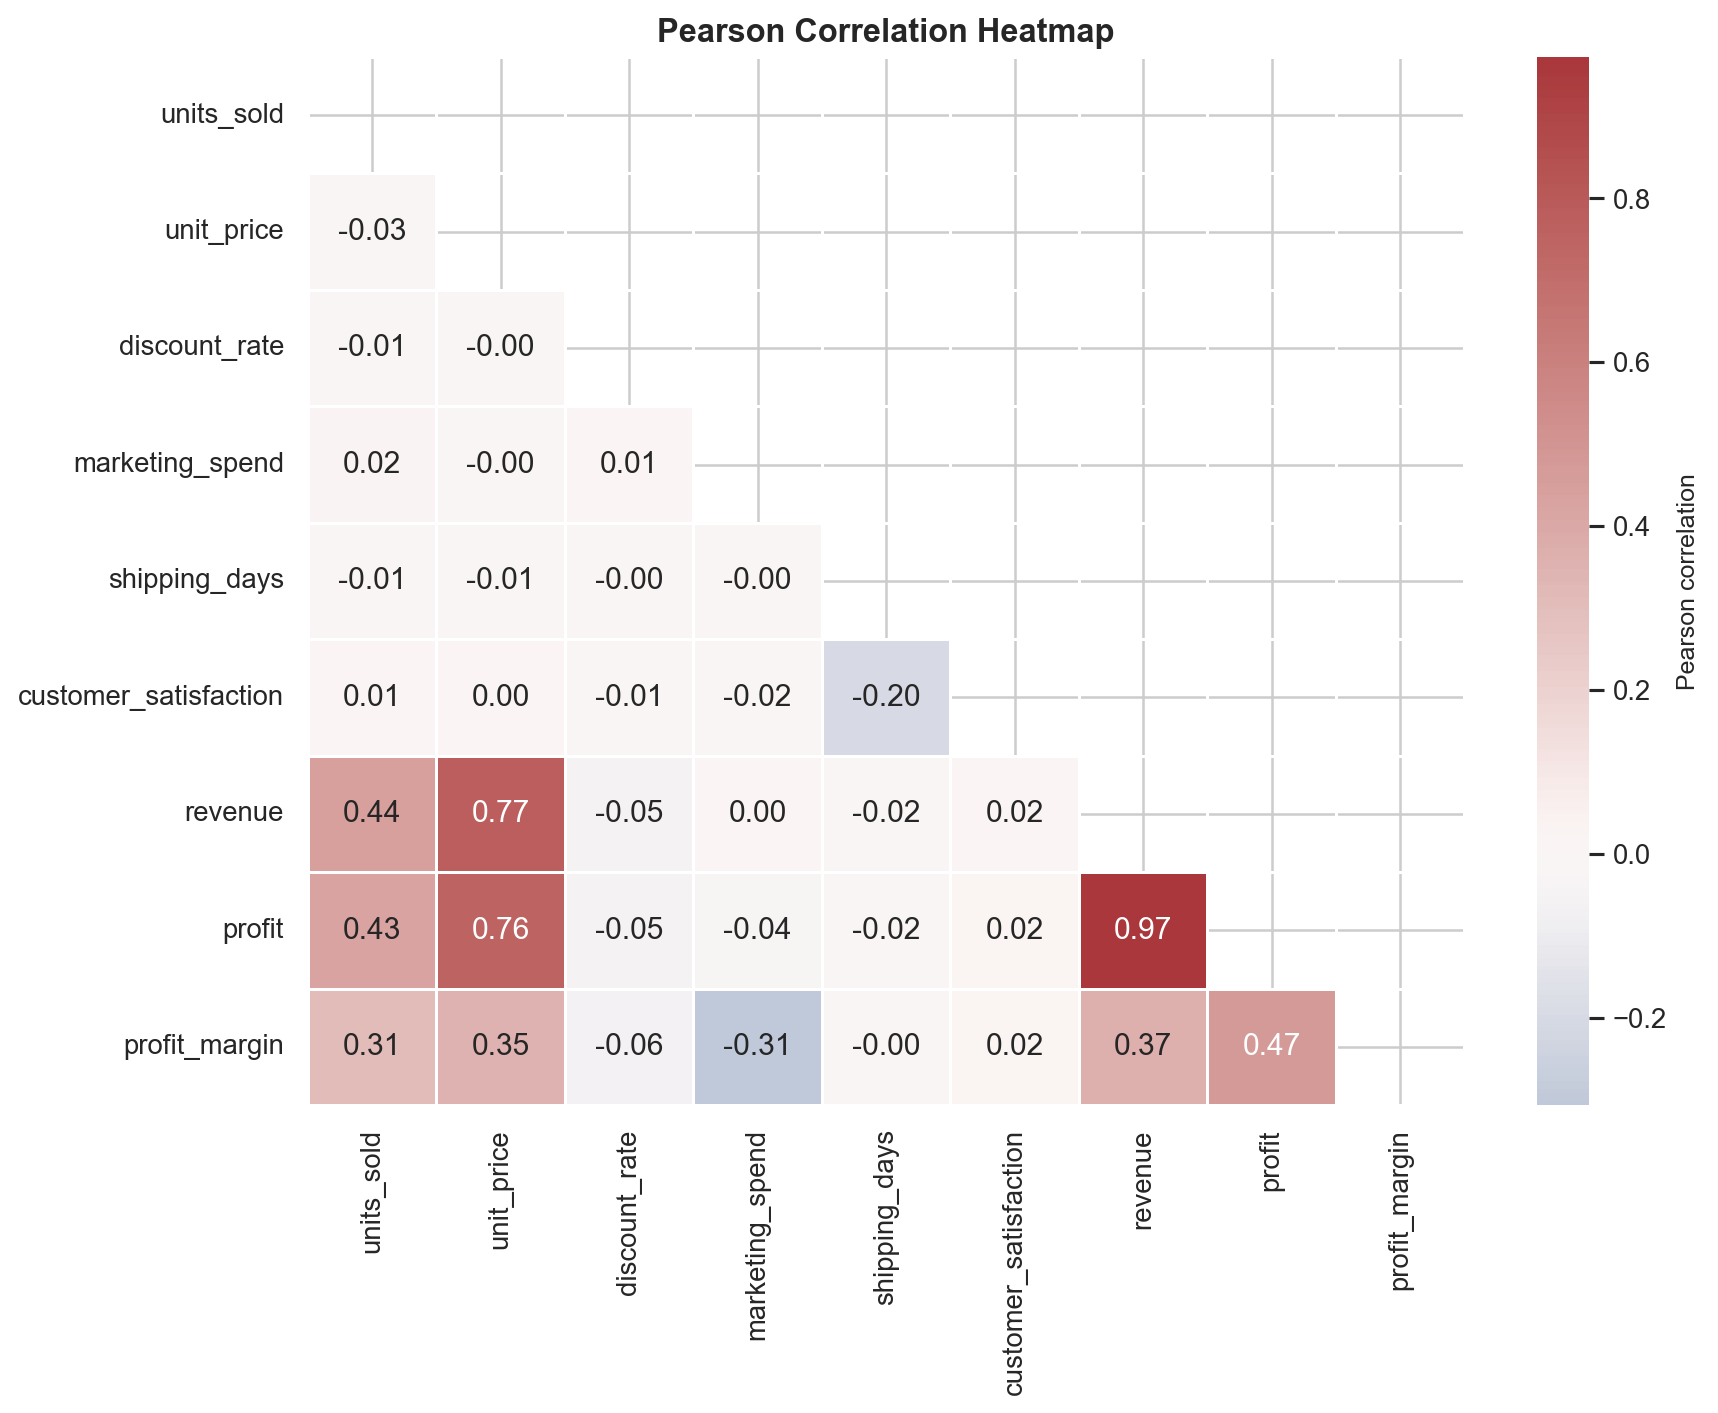 Pearson Correlation Heatmap
units_sold
unit_price -0.03
discount_rate -0.01 -0.00
marketing_spend 0.02 -0.00 0.01
shipping_days -0.01 -0.01 -0.00 -0.00
customer_satisfaction 0.01 0.00 -0.01 -0.02 -0.20
revenue 0.44 0.77 -0.05 0.00 -0.02 0.02
profit 0.43 0.76 -0.05 -0.04 -0.02 0.02 0.97
profit_margin 0.31 0.35 -0.06 -0.31 -0.00 0.02 0.37 0.47
units_sold
unit_price
discount_rate
marketing_spend
shipping_days
customer_satisfaction
revenue
profit
profit_margin
0.8
0.6
0.4
0.2
0.0
−0.2
Pearson correlation